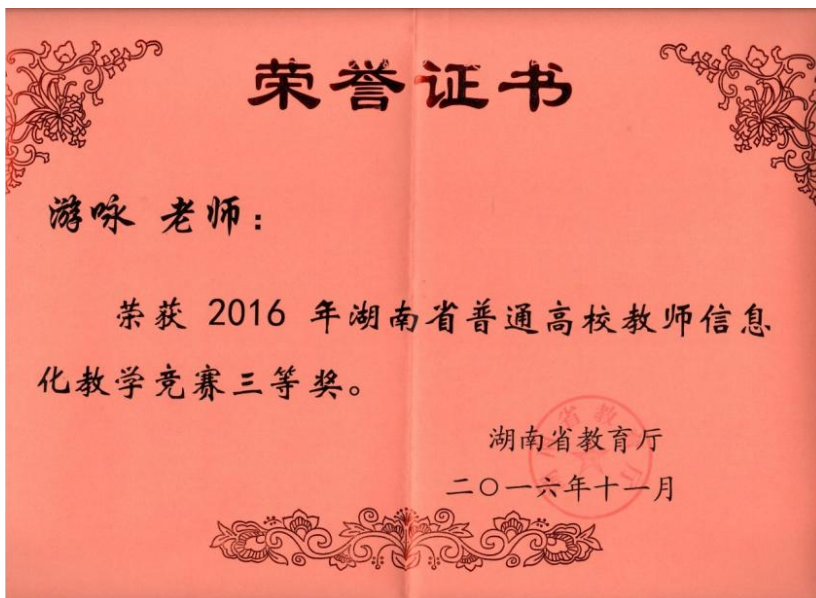 荣誉证书
游咏 老师：
荣获 2016 年湖南省普通高校教师信息
化教学竞赛三等奖。
湖南省教育厅
二〇一六年十一月